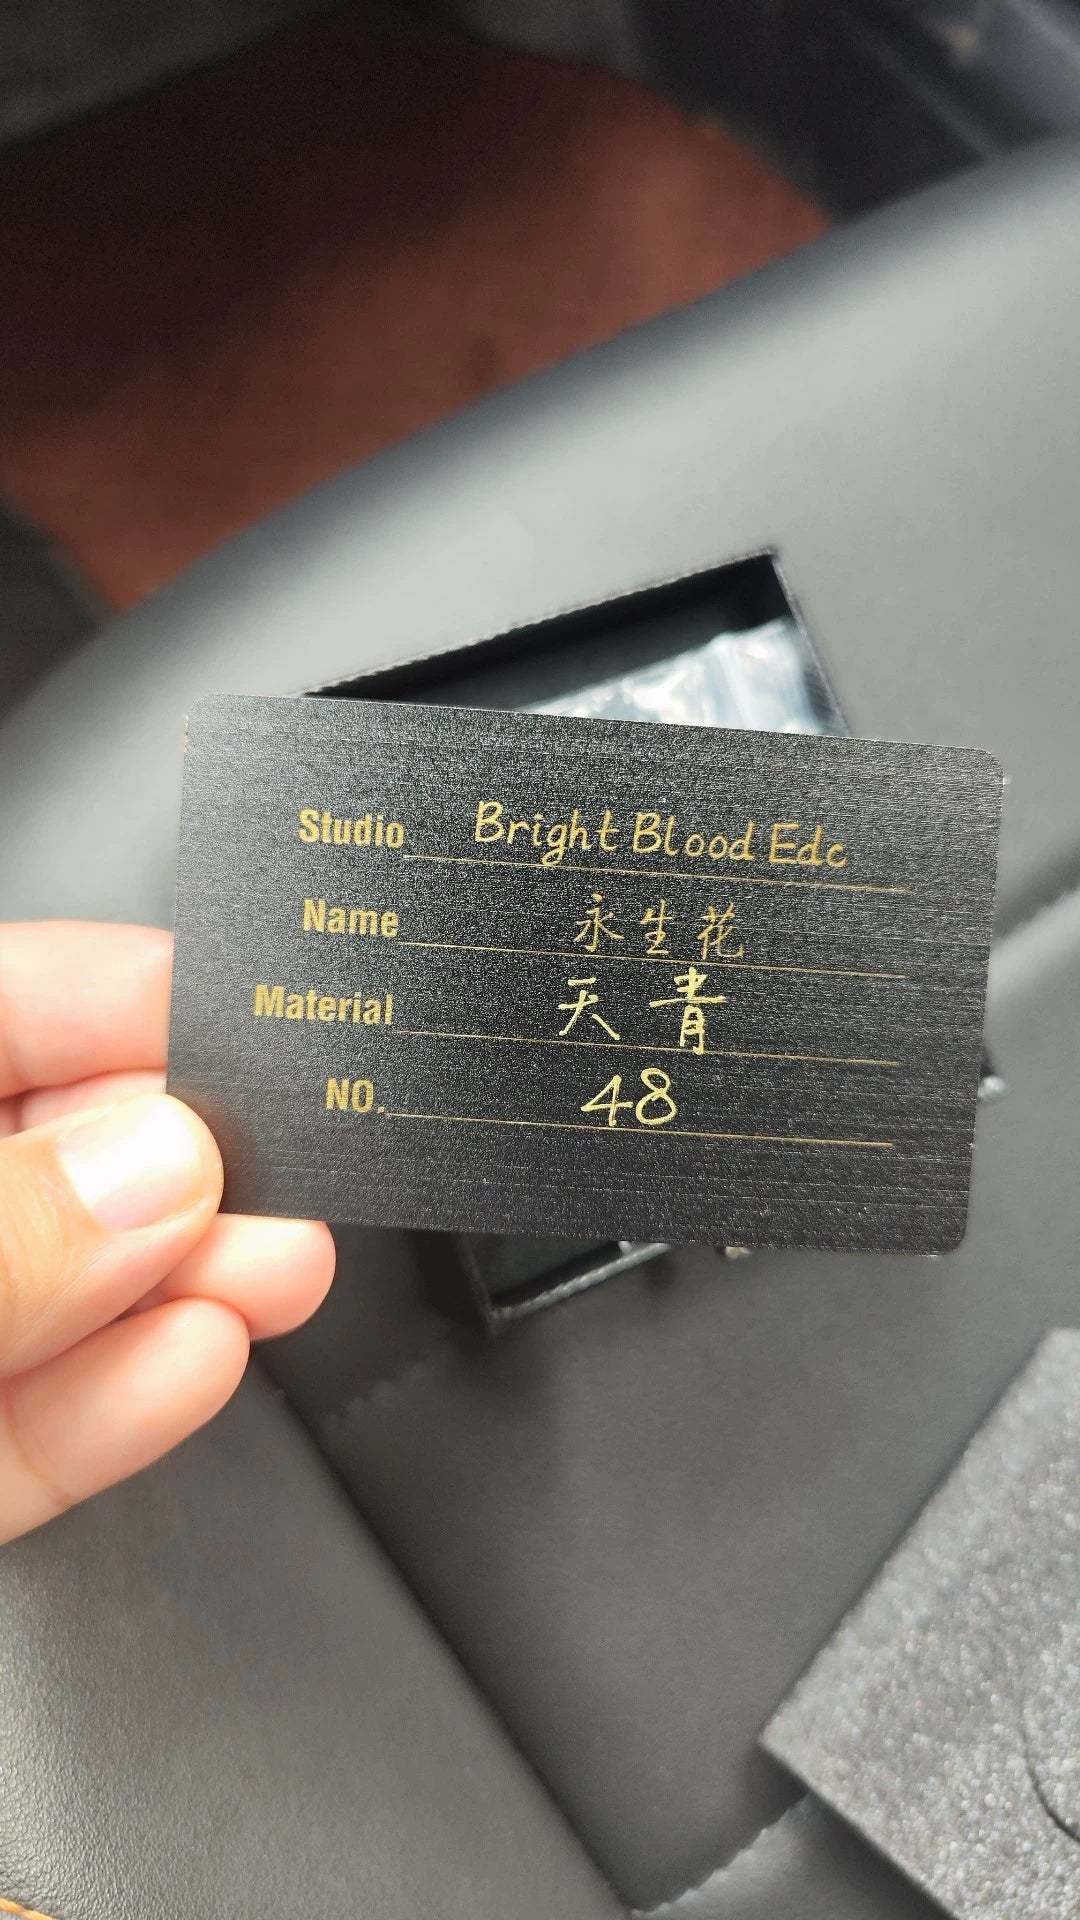 Studio Bright Blood Edc
Name 永生花
Material 天青
NO. 48